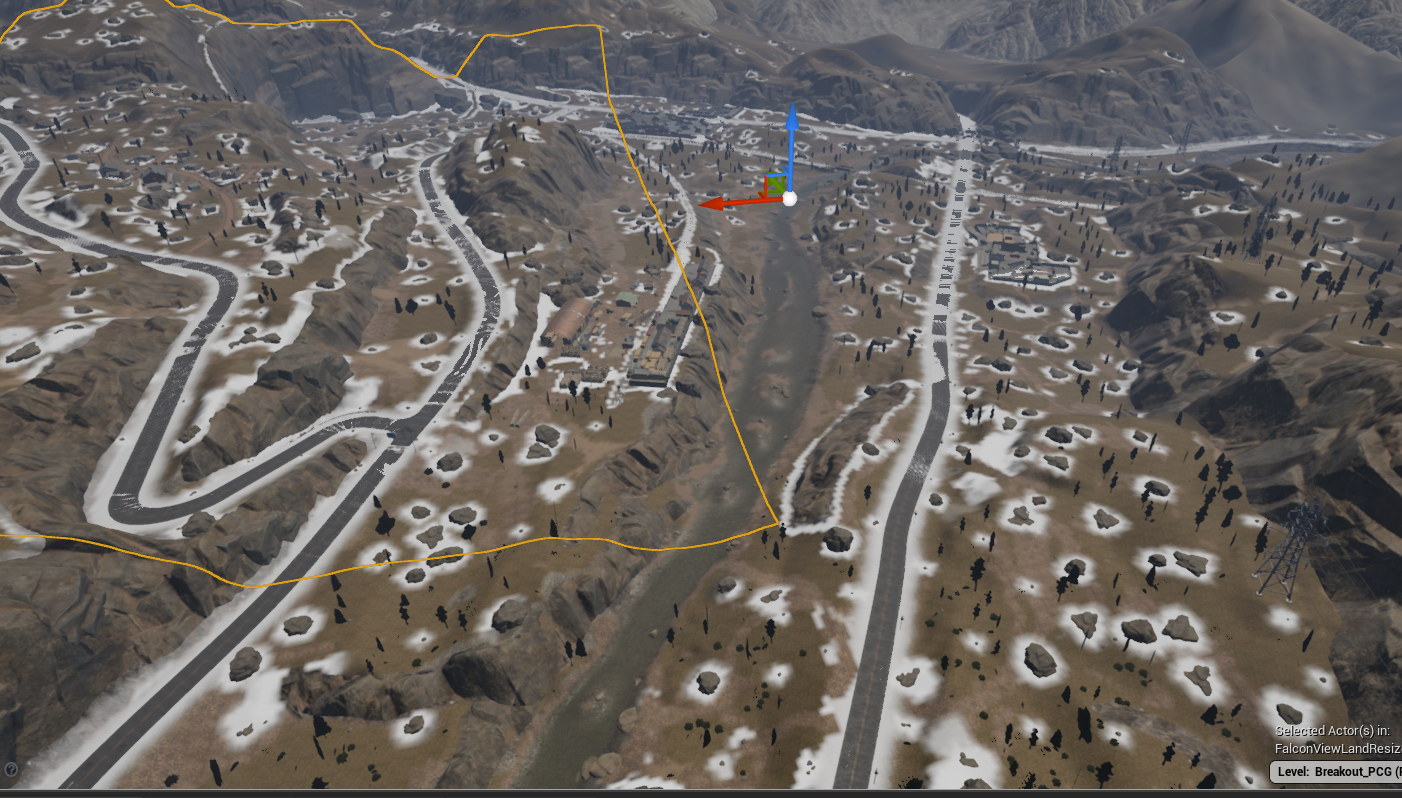 Selected Actor(s) in:
FalconViewLandResiz
Level: Breakout_PCG (